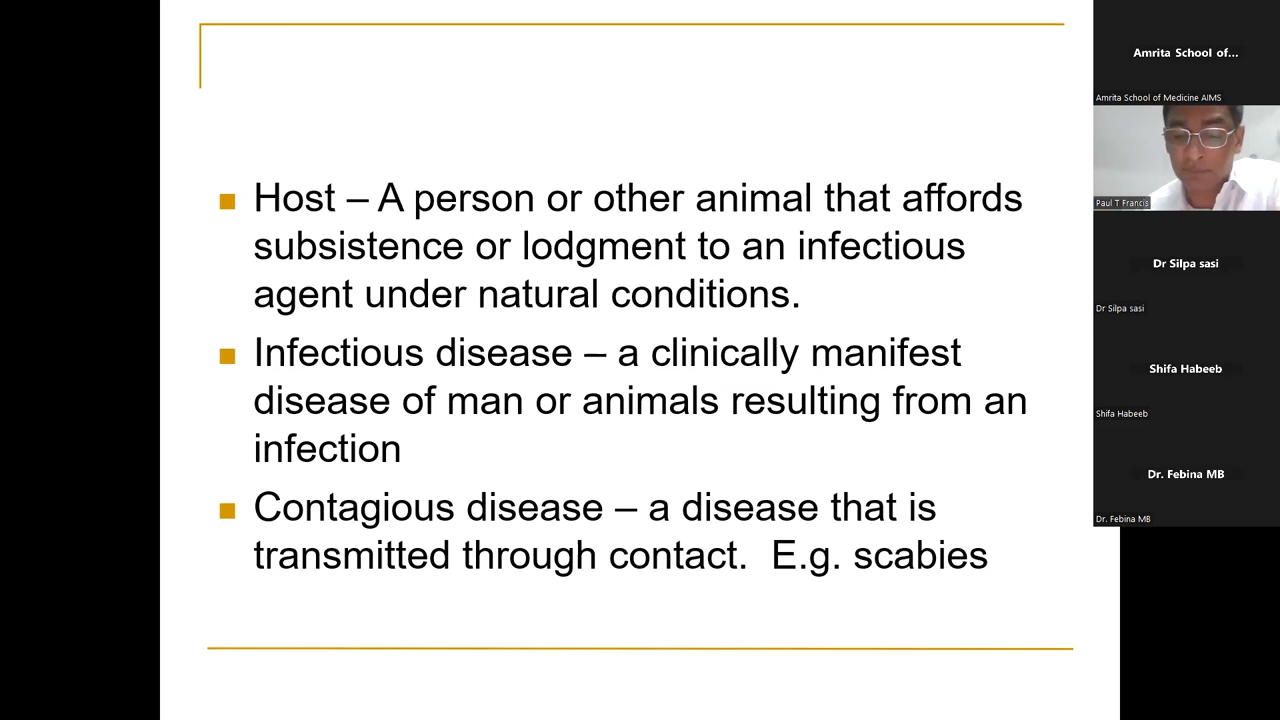 Host – A person or other animal that affords
subsistence or lodgment to an infectious
agent under natural conditions.
Infectious disease – a clinically manifest
disease of man or animals resulting from an
infection
Contagious disease – a disease that is
transmitted through contact.  E.g. scabies
Amrita School of...
Amrita School of Medicine AIMS
Paul T Francis
Dr Silpa sasi
Dr Silpa sasi
Shifa Habeeb
Shifa Habeeb
Dr. Febina MB
Dr. Febina MB